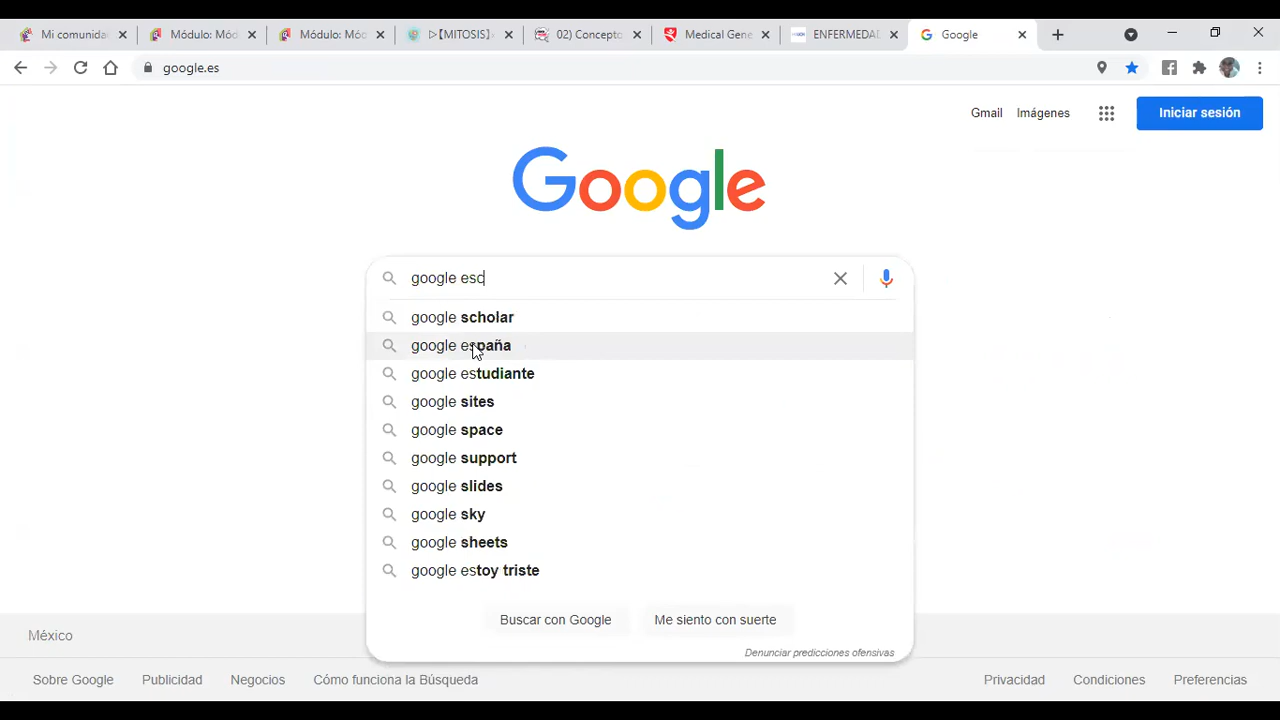 Mi comunida
Módulo: Mód
Módulo: Móc
▷【MITOSIS】
02) Concepto
Medical Gene
ENFERMEDAD
Google
google.es
Gmail
Imágenes
Iniciar sesión
Google
google esc
google scholar
google españa
google estudiante
google sites
google space
google support
google slides
google sky
google sheets
google estoy triste
Buscar con Google
Me siento con suerte
Denunciar predicciones ofensivas
México
Sobre Google
Publicidad
Negocios
Cómo funciona la Búsqueda
Privacidad
Condiciones
Preferencias